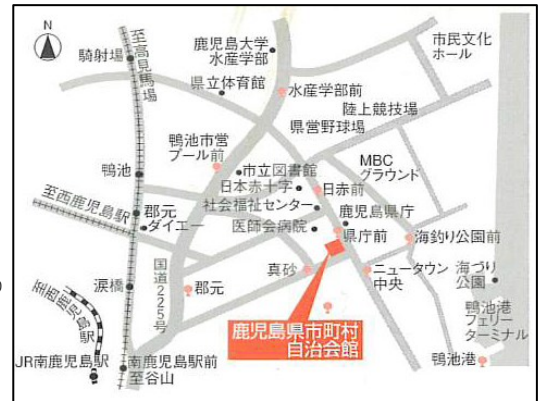 N
至高見馬場
騎射場
鹿児島大学
水産学部
県立体育館
市民文化
ホール
水産学部前
陸上競技場
県営野球場
鴨池市営
プール前
鴨池
市立図書館
MBC
グラウンド
日本赤十字
日赤前
至西鹿児島駅
社会福祉センター
郡元
ダイエー
鹿児島県庁
医師会病院
県庁前
海釣り公園前
国道225号
真砂
ニュータウン
中央
海づり
公園
涙橋
郡元
至西鹿児島駅
鹿児島県市町村
自治会館
鴨池港
フェリー
ターミナル
JR南鹿児島駅
南鹿児島駅前
至谷山
鴨池港